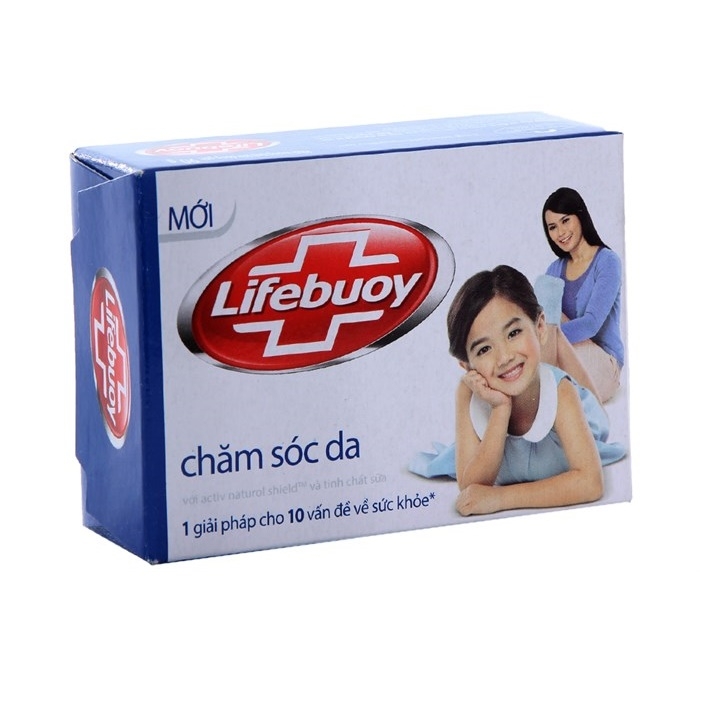 MỚI
Lifebuoy
Lifebuoy
chăm sóc da
với activ naturol shield™ và tinh chất sữa
1 giải pháp cho 10 vấn đề về sức khỏe*